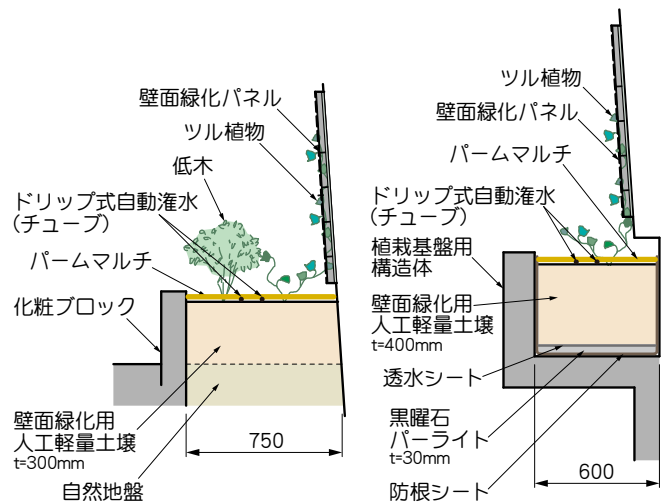 壁面緑化パネル
ツル植物
低木
ドリップ式自動潅水
(チューブ)
パームマルチ
化粧ブロック
壁面緑化用
人工軽量土壌
t=300mm
自然地盤
750
ツル植物
壁面緑化パネル
パームマルチ
ドリップ式自動潅水
(チューブ)
植栽基盤用
構造体
壁面緑化用
人工軽量土壌
t=400mm
透水シート
黒曜石
パーライト
t=30mm
防根シート
600